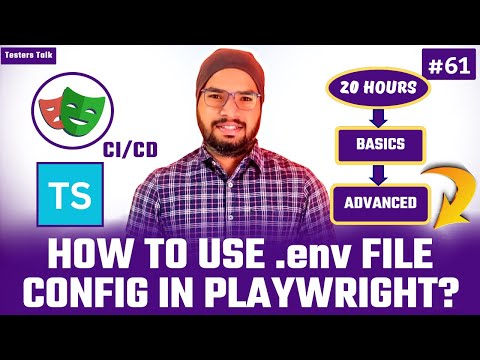 Testers Talk
#61
20 HOURS
CI/CD
BASICS
TS
ADVANCED
HOW TO USE .env FILE
CONFIG IN PLAYWRIGHT?